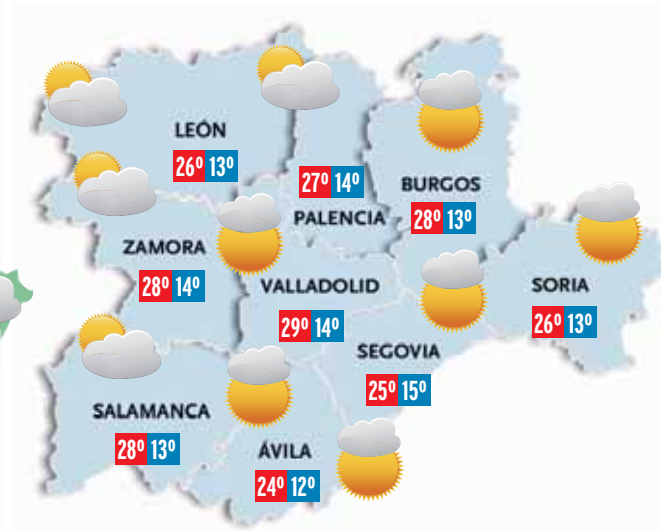 LEÓN
26º 13º
27º 14º
PALENCIA
BURGOS
28º 13º
ZAMORA
28º 14º
VALLADOLID
29º 14º
SORIA
26º 13º
SEGOVIA
25º 15º
SALAMANCA
28º 13º
ÁVILA
24º 12º